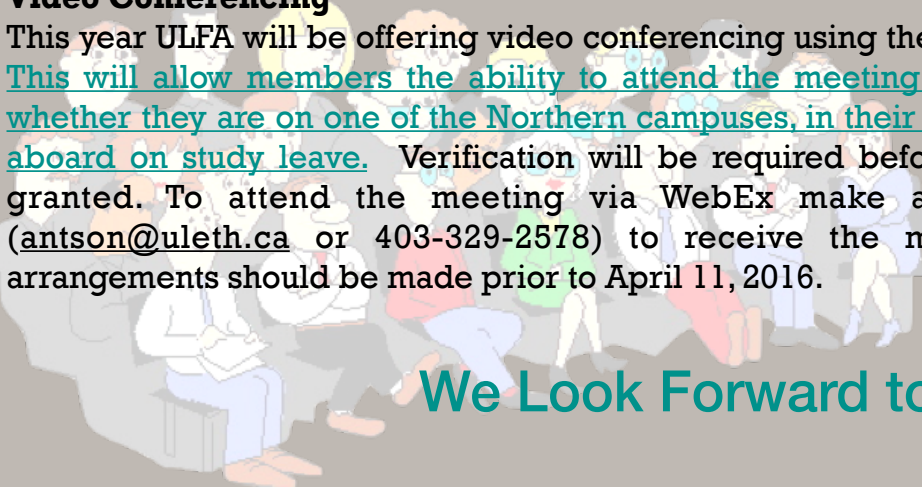 Video Conferencing
This year ULFA will be offering video conferencing using the
This will allow members the ability to attend the meeting
whether they are on one of the Northern campuses, in their
aboard on study leave. Verification will be required befo
granted. To attend the meeting via WebEx make a
(antson@uleth.ca or 403-329-2578) to receive the m
arrangements should be made prior to April 11, 2016.
We Look Forward to